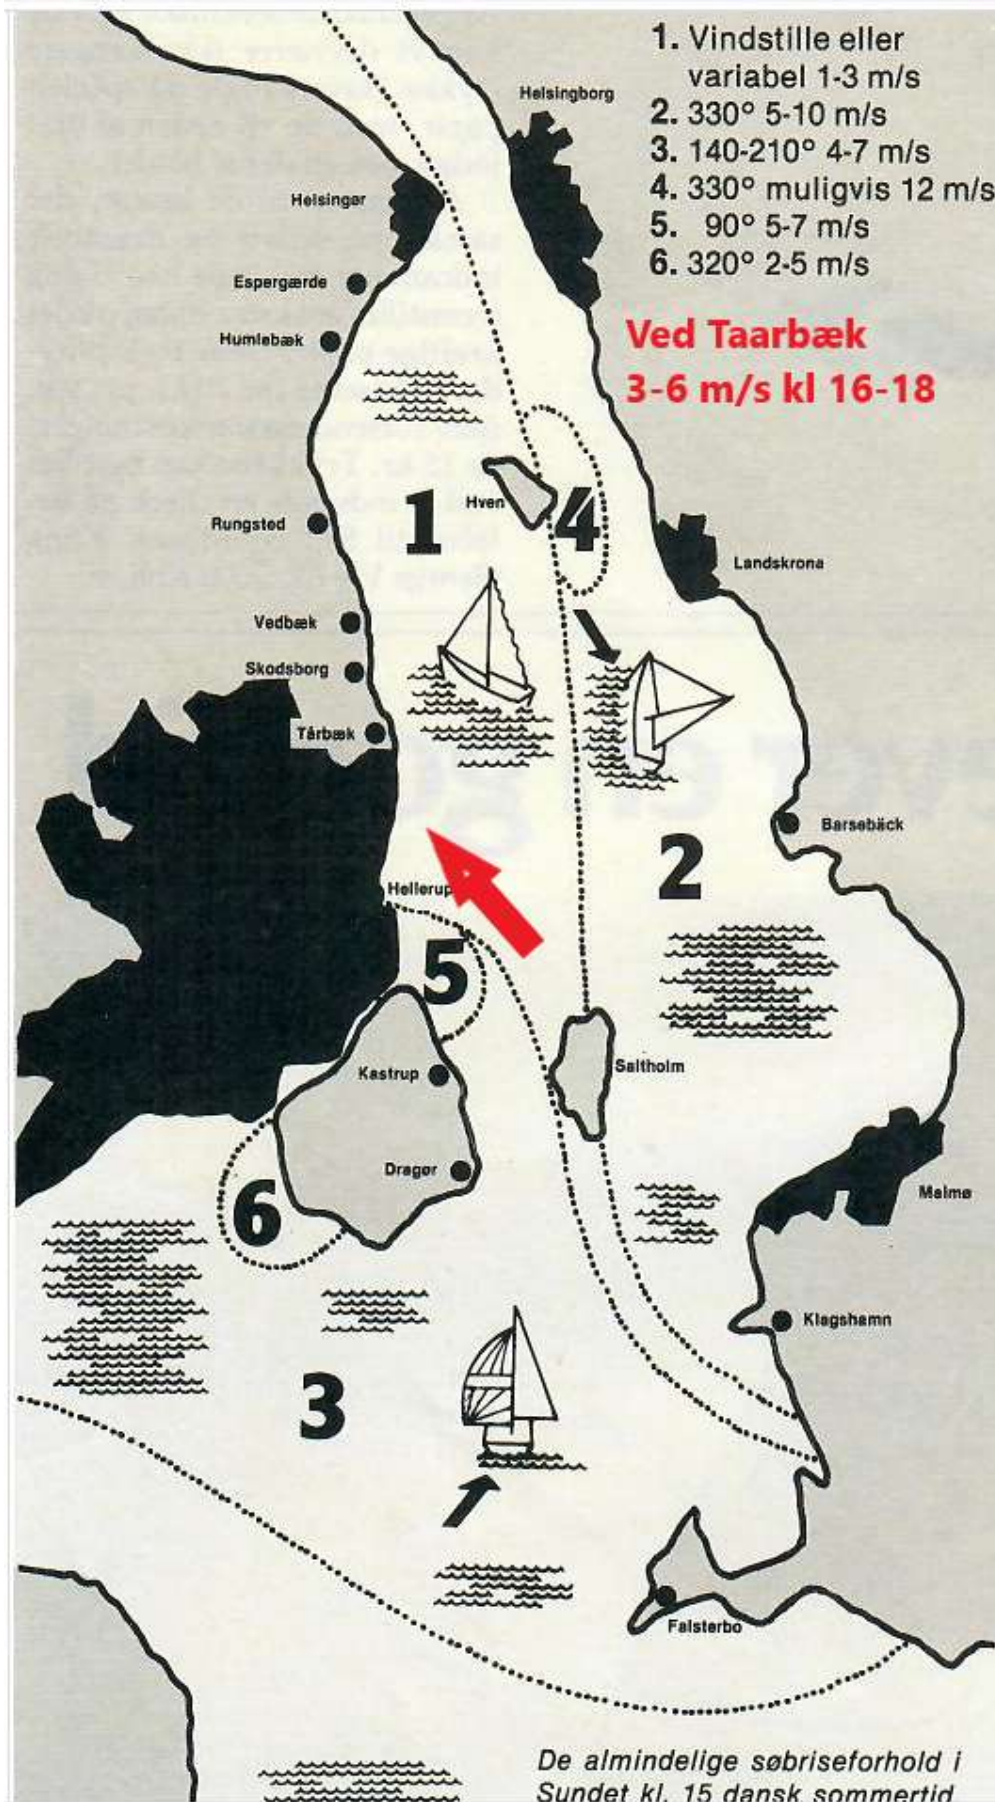 1. Vindstille eller
variabel 1-3 m/s
2. 330° 5-10 m/s
3. 140-210° 4-7 m/s
4. 330° muligvis 12 m/s
5. 90° 5-7 m/s
6. 320° 2-5 m/s
Ved Taarbæk
3-6 m/s kl 16-18
Helsingborg
Helsingør
Espergærde
Humlebæk
Hven
1
4
Rungsted
Landskrona
Vedbæk
Skodsborg
Tårbæk
Barsebäck
2
Hellerup
5
Saltholm
Kastrup
Dragør
Malmø
6
Klagshamn
3
Falsterbo
De almindelige søbriseforhold i
Sundet kl. 15 dansk sommertid